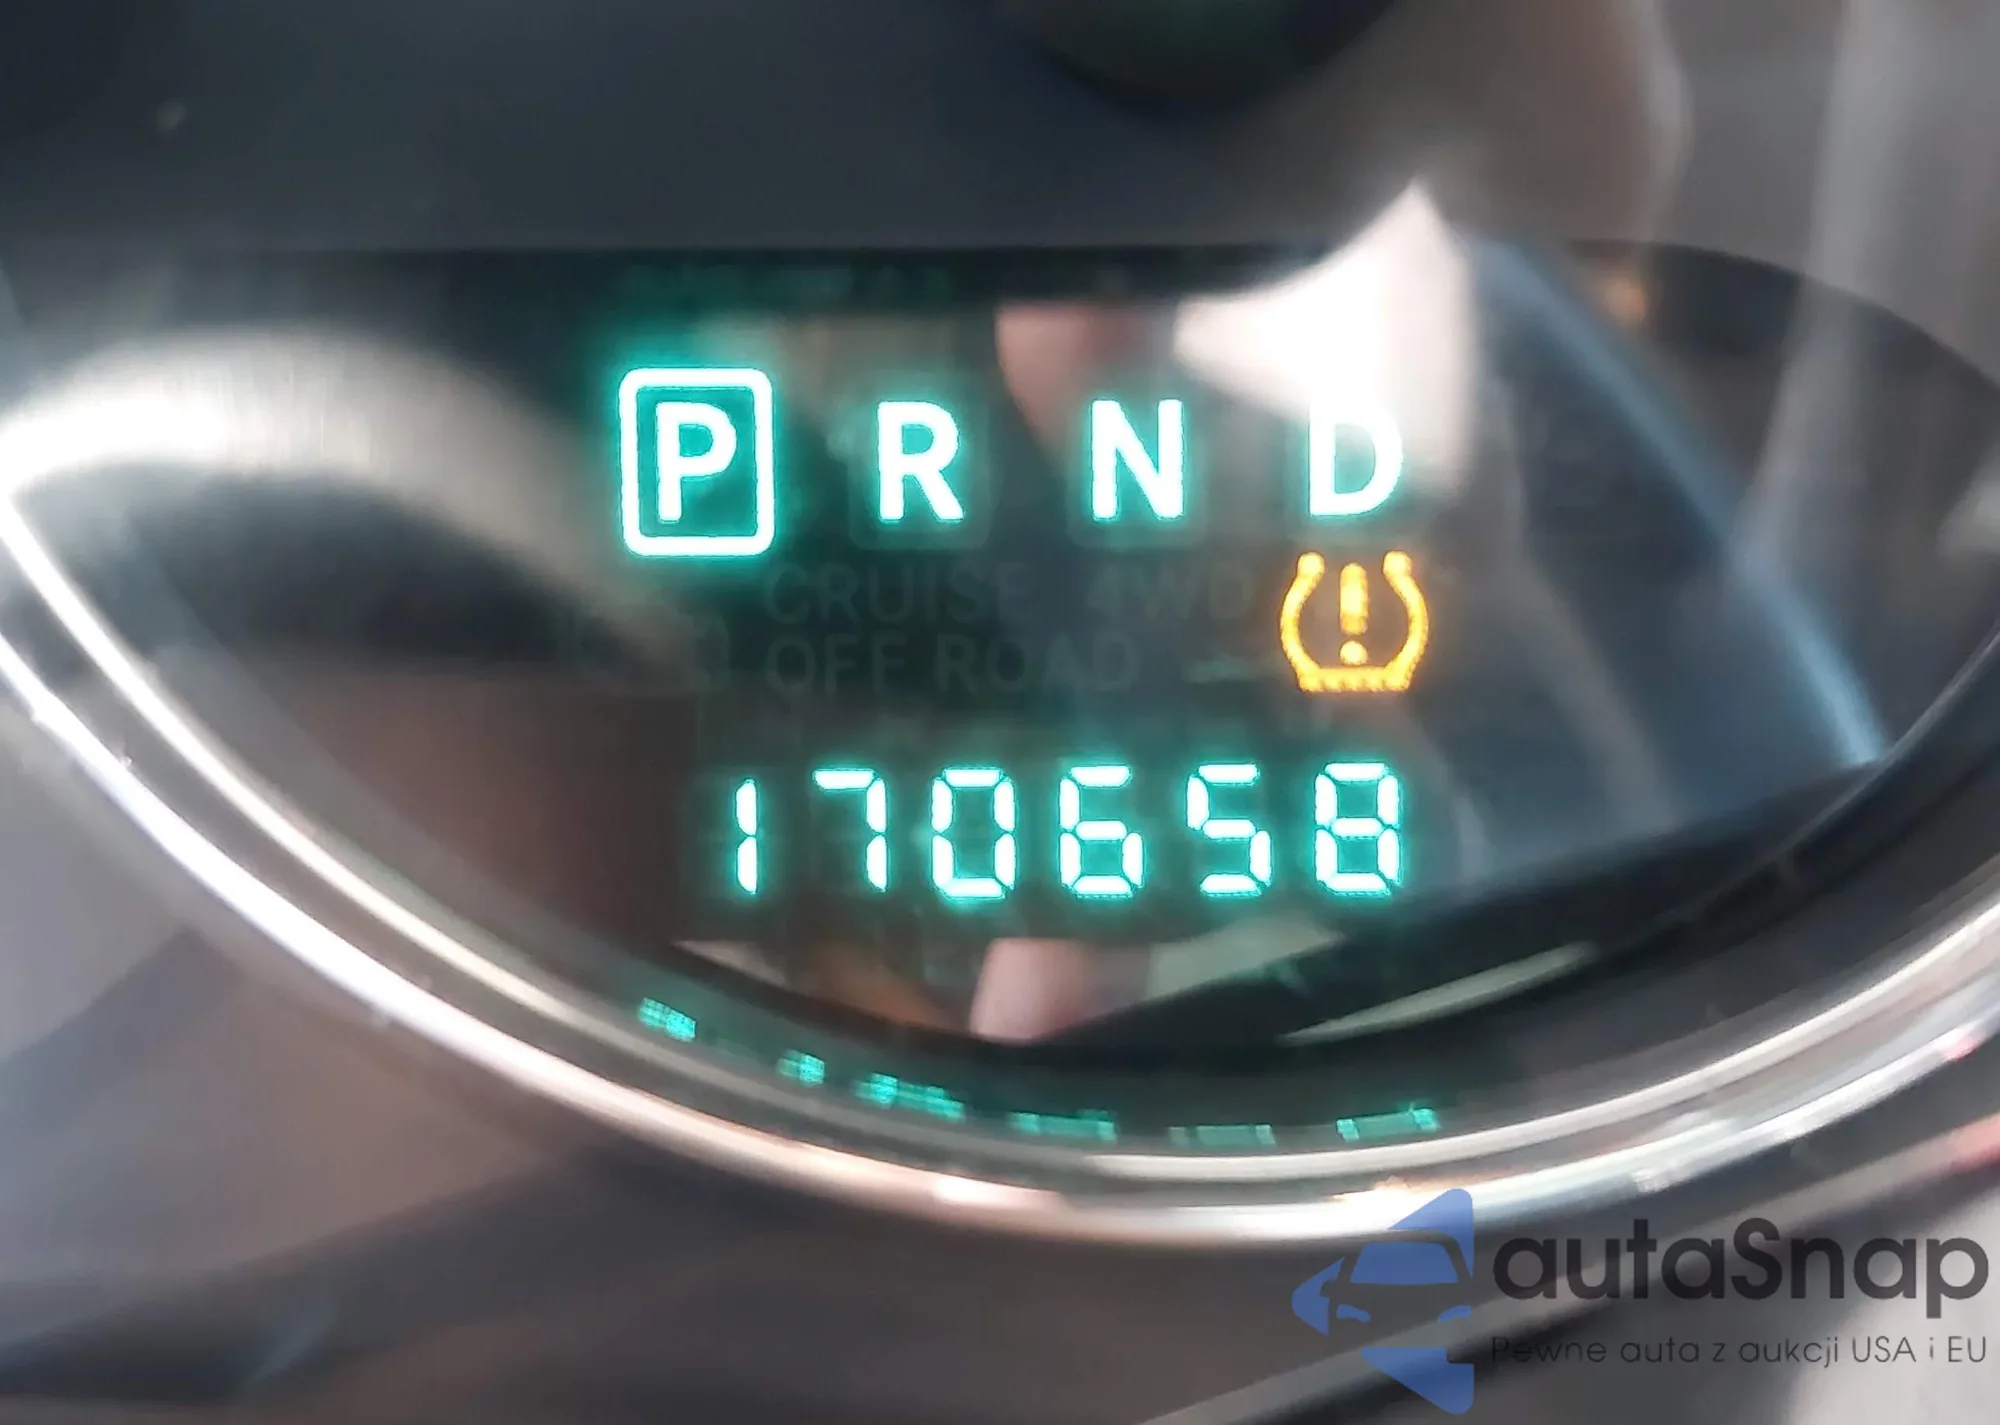 P R N D
CRUISE 4WD
OFF ROAD
170658
autaSnap
Pewne auta z aukcji USA i EU